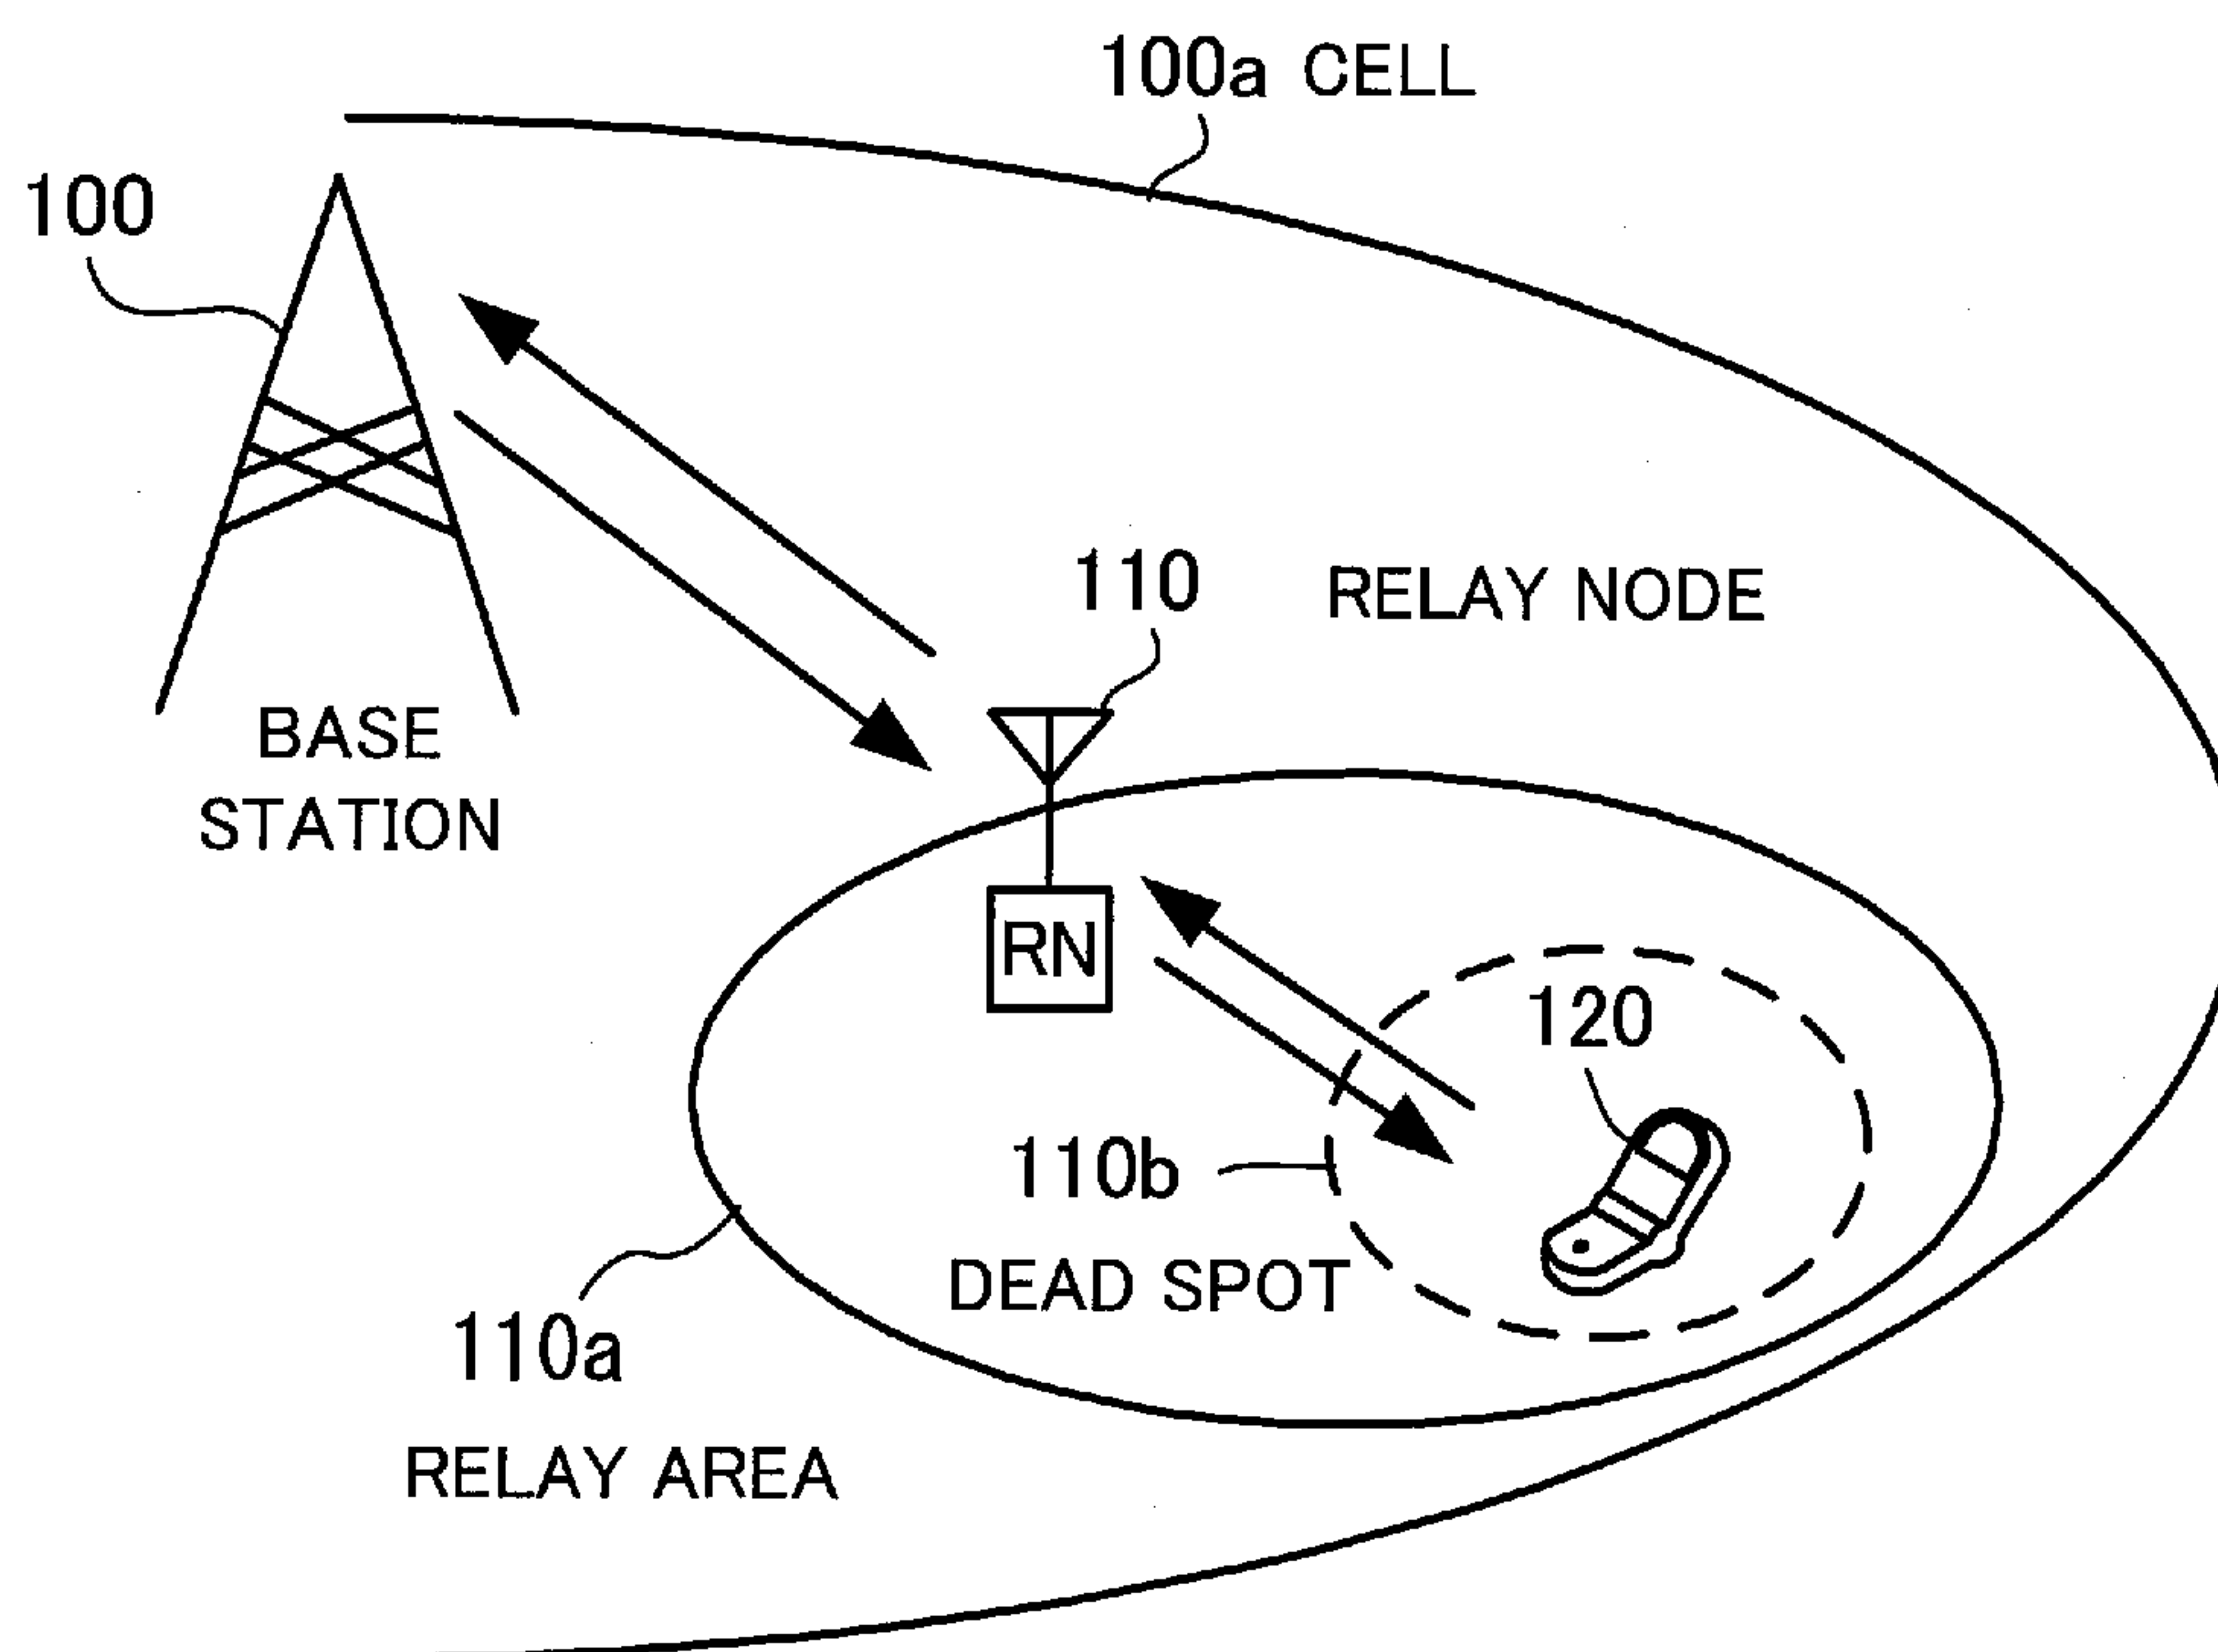 100a CELL
100
110
RELAY NODE
BASE
STATION
RN
120
110b
DEAD SPOT
110a
RELAY AREA